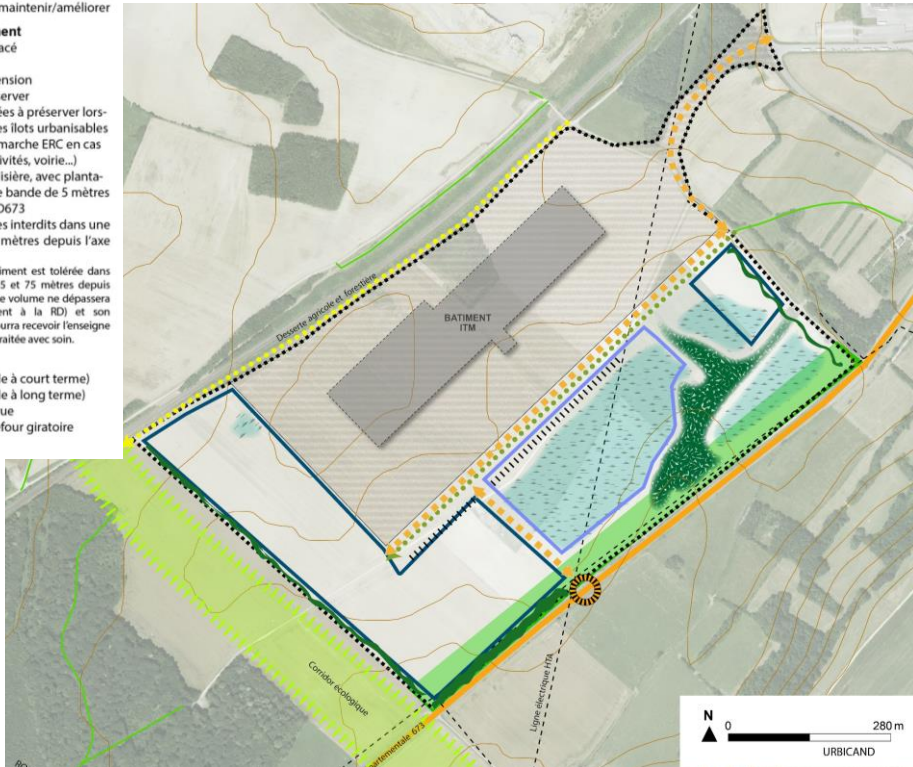 maintenir/améliorer
ment
acé
ension
server
ées à préserver lors-
es îlots urbanisables
marche ERC en cas
ivités, voirie...)
isière, avec planta-
e bande de 5 mètres
D673
es interdits dans une
mètres depuis l'axe
iment est tolérée dans
5 et 75 mètres depuis
e volume ne dépassera
ent à la RD) et son
urra recevoir l'enseigne
raitée avec soin.
le à court terme)
le à long terme)
ue
efour giratoire
Desserte agricole et forestière
BATIMENT
ITM
Corridor écologique
Ligne électrique HTA
partementale 673
N
0 280 m
URBICAND